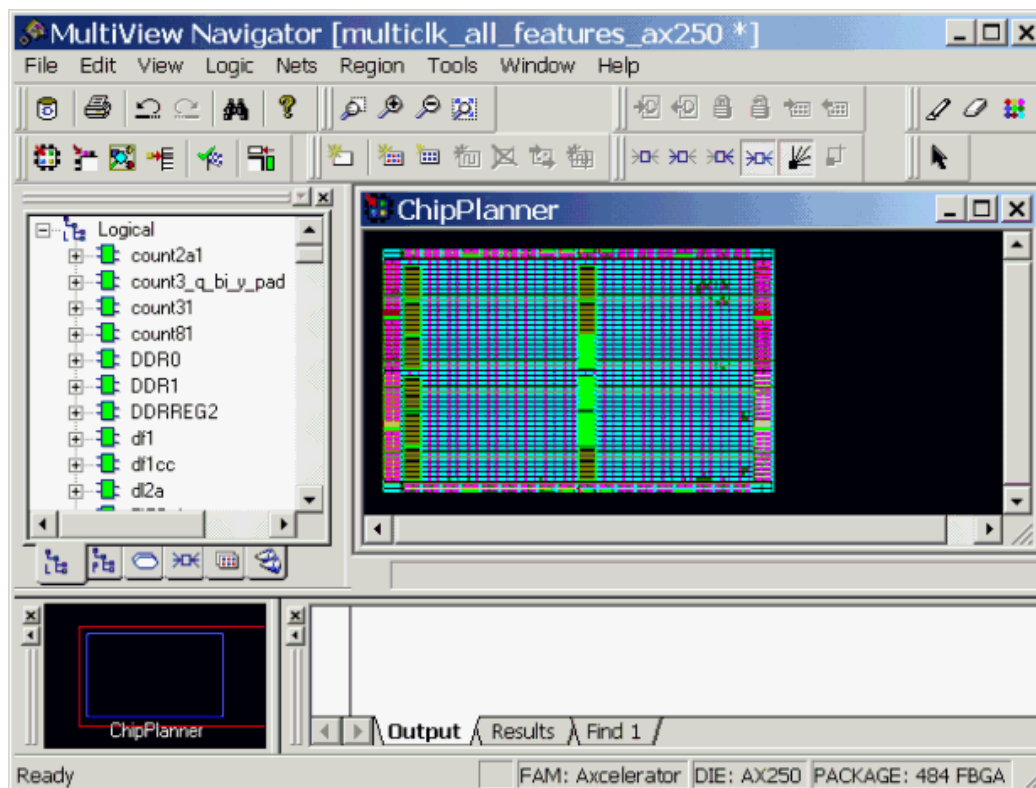 MultiView Navigator [multiclk_all_features_ax250 *]
File Edit View Logic Nets Region Tools Window Help
ChipPlanner
Logical
count2a1
count3_q_bi_y_pad
count31
count81
DDR0
DDR1
DDRREG2
df1
df1cc
dl2a
ChipPlanner
Output Results Find 1
Ready
FAM: Axcelerator DIE: AX250 PACKAGE: 484 FBGA